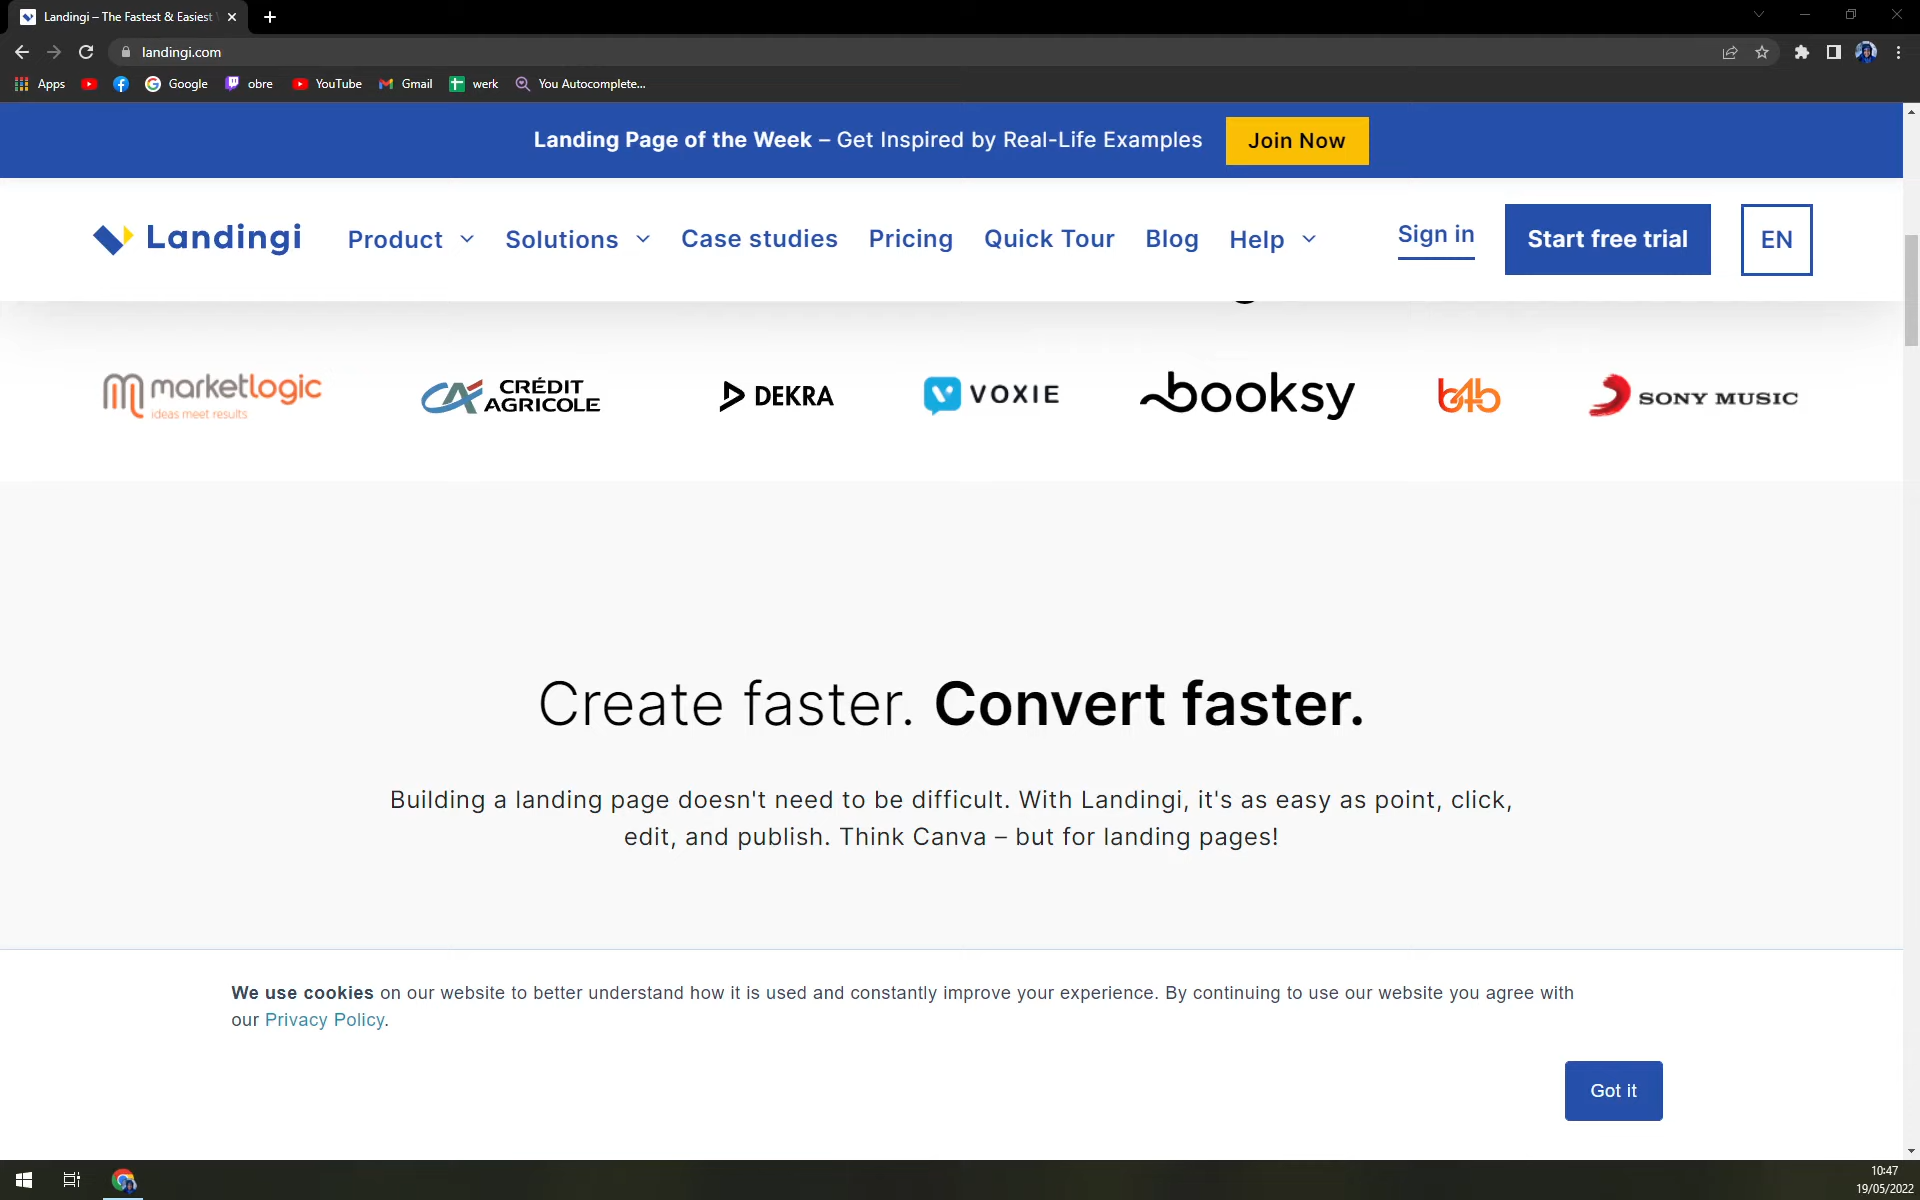 Landingi – The Fastest & Easiest
landingi.com
Apps
Google
obre
YouTube
Gmail
werk
You Autocomplete...
Landing Page of the Week – Get Inspired by Real-Life Examples
Join Now
Landingi
Product
Solutions
Case studies
Pricing
Quick Tour
Blog
Help
Sign in
Start free trial
EN
marketlogic
ideas meet results
CRÉDIT
AGRICOLE
DEKRA
VOXIE
booksy
b4b
SONY MUSIC
Create faster. Convert faster.
Building a landing page doesn't need to be difficult. With Landingi, it's as easy as point, click,
edit, and publish. Think Canva – but for landing pages!
We use cookies on our website to better understand how it is used and constantly improve your experience. By continuing to use our website you agree with
our Privacy Policy.
Got it
10:47
19/05/2022